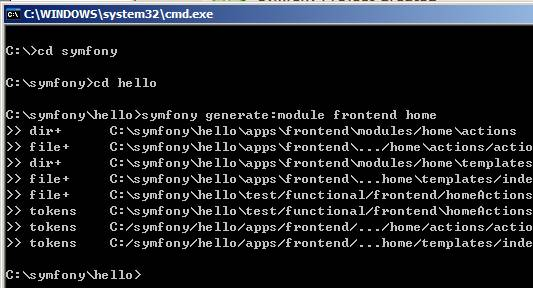 C:\WINDOWS\system32\cmd.exe
C:\>cd symfony
C:\symfony>cd hello
C:\symfony\hello>symfony generate:module frontend home
>> dir+ C:\symfony\hello\apps\frontend\modules/home\actions
>> file+ C:\symfony\hello\apps\frontend\.../home\actions/actio
>> dir+ C:\symfony\hello\apps\frontend\modules/home\templates
>> file+ C:\symfony\hello\apps\frontend\...home\templates/inde
>> file+ C:\symfony\hello\test/functional/frontend/homeActions
>> tokens C:\symfony\hello\test/functional\frontend\homeActions
>> tokens C:/symfony/hello/apps/frontend/.../home/actions/actio
>> tokens C:/symfony/hello/apps/frontend/...home/templates/inde
C:\symfony\hello>